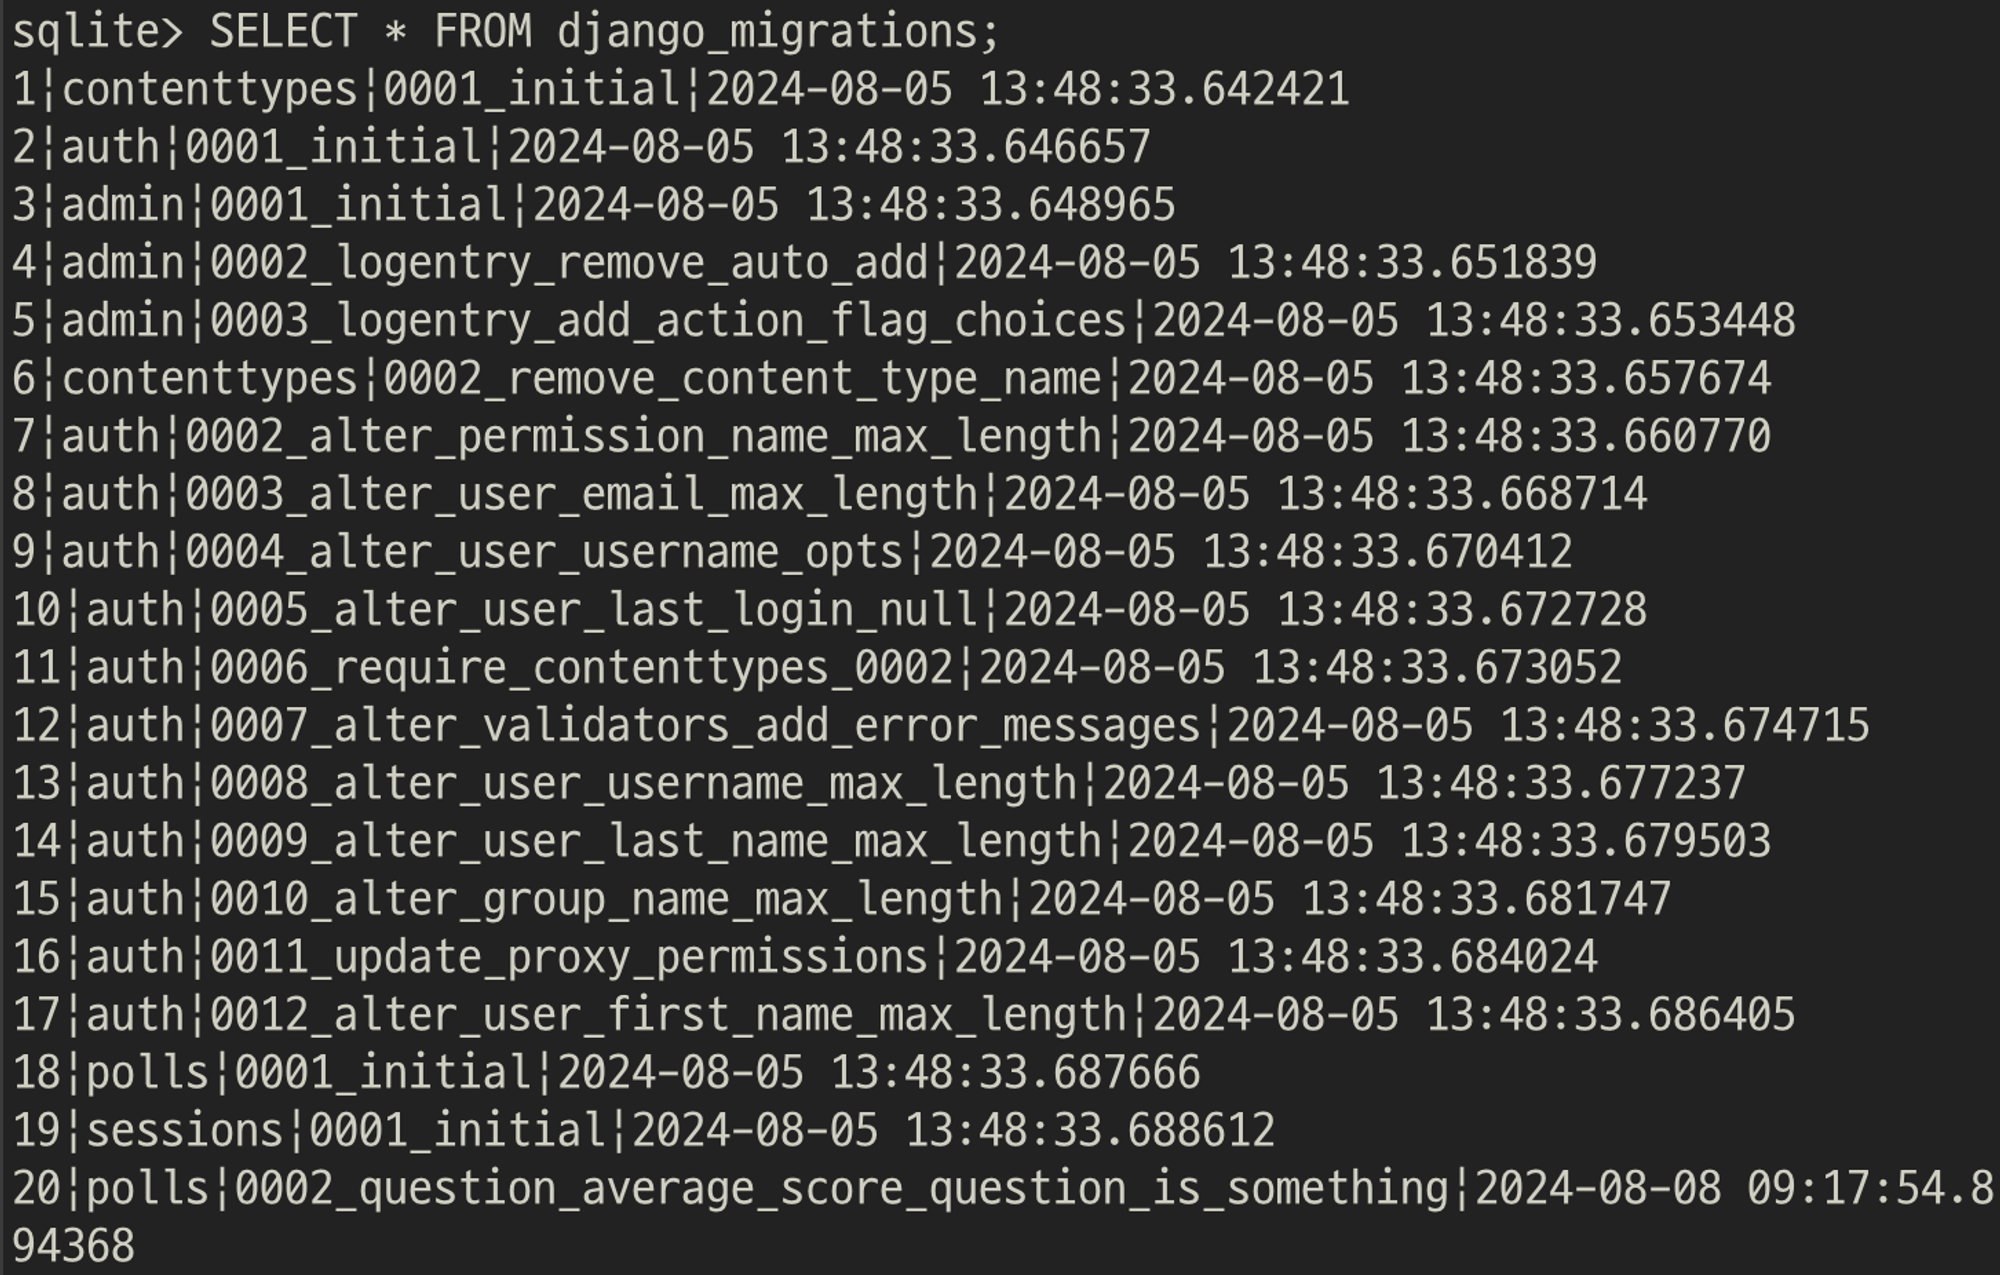 sqlite> SELECT * FROM django_migrations;
1|contenttypes|0001_initial|2024-08-05 13:48:33.642421
2|auth|0001_initial|2024-08-05 13:48:33.646657
3|admin|0001_initial|2024-08-05 13:48:33.648965
4|admin|0002_logentry_remove_auto_add|2024-08-05 13:48:33.651839
5|admin|0003_logentry_add_action_flag_choices|2024-08-05 13:48:33.653448
6|contenttypes|0002_remove_content_type_name|2024-08-05 13:48:33.657674
7|auth|0002_alter_permission_name_max_length|2024-08-05 13:48:33.660770
8|auth|0003_alter_user_email_max_length|2024-08-05 13:48:33.668714
9|auth|0004_alter_user_username_opts|2024-08-05 13:48:33.670412
10|auth|0005_alter_user_last_login_null|2024-08-05 13:48:33.672728
11|auth|0006_require_contenttypes_0002|2024-08-05 13:48:33.673052
12|auth|0007_alter_validators_add_error_messages|2024-08-05 13:48:33.674715
13|auth|0008_alter_user_username_max_length|2024-08-05 13:48:33.677237
14|auth|0009_alter_user_last_name_max_length|2024-08-05 13:48:33.679503
15|auth|0010_alter_group_name_max_length|2024-08-05 13:48:33.681747
16|auth|0011_update_proxy_permissions|2024-08-05 13:48:33.684024
17|auth|0012_alter_user_first_name_max_length|2024-08-05 13:48:33.686405
18|polls|0001_initial|2024-08-05 13:48:33.687666
19|sessions|0001_initial|2024-08-05 13:48:33.688612
20|polls|0002_question_average_score_question_is_something|2024-08-08 09:17:54.8
94368